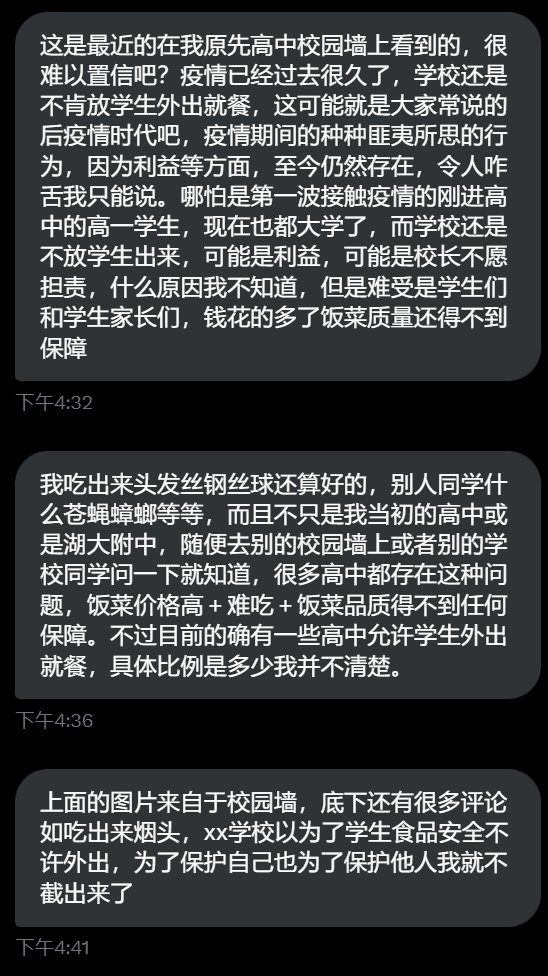 这是最近的在我原先高中校园墙上看到的，很
难以置信吧？疫情已经过去很久了，学校还是
不肯放学生外出就餐，这可能就是大家常说的
后疫情时代吧，疫情期间的种种匪夷所思的行
为，因为利益等方面，至今仍然存在，令人咋
舌我只能说。哪怕是第一波接触疫情的刚进高
中的高一学生，现在也都大学了，而学校还是
不放学生出来，可能是利益，可能是校长不愿
担责，什么原因我不知道，但是难受是学生们
和学生家长们，钱花的多了饭菜质量还得不到
保障
下午4:32
我吃出来头发丝钢丝球还算好的，别人同学什
么苍蝇蟑螂等等，而且不只是我当初的高中或
是湖大附中，随便去别的校园墙上或者别的学
校同学问一下就知道，很多高中都存在这种问
题，饭菜价格高＋难吃＋饭菜品质得不到任何
保障。不过目前的确有一些高中允许学生外出
就餐，具体比例是多少我并不清楚。
下午4:36
上面的图片来自于校园墙，底下还有很多评论
如吃出来烟头，xx学校以为了学生食品安全不
许外出，为了保护自己也为了保护他人我就不
截出来了
下午4:41